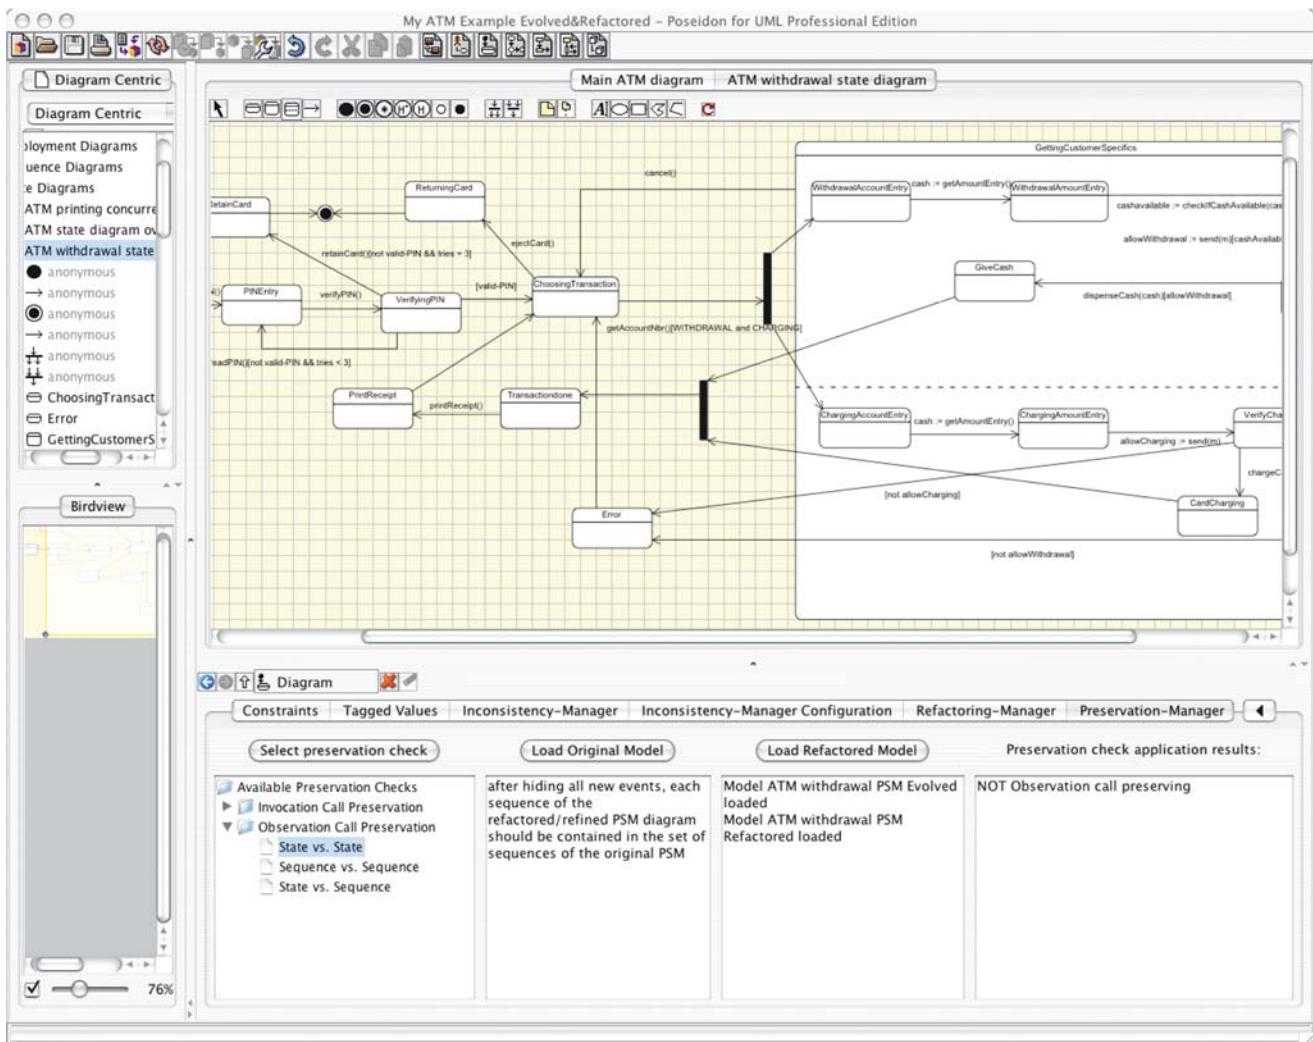 My ATM Example Evolved&Refactored – Poseidon for UML Professional Edition
Diagram Centric
Diagram Centric
ployment Diagrams
uence Diagrams
e Diagrams
ATM printing concurre
ATM state diagram ov
ATM withdrawal state
anonymous
anonymous
anonymous
anonymous
anonymous
anonymous
ChoosingTransact
Error
GettingCustomerS
Birdview
76%
Main ATM diagram
ATM withdrawal state diagram
GettingCustomerSpecifics
cancel()
ReturningCard
WithdrawalAccountEntry
cash := getAmountEntry()
WithdrawalAmountEntry
etainCard
cashavailable := checkIfCashAvailable(cas
ejectCard()
allowWithdrawal := send(m)[cashAvailab
retainCard()[not valid-PIN && tries = 3]
GiveCash
PINEntry
verifyPIN()
VerifyingPIN
[valid-PIN]
ChoosingTransaction
dispenseCash(cash)[allowWithdrawal]
getAccountNbr()[WITHDRAWAL and CHARGING]
readPIN()[not valid-PIN && tries < 3]
PrintReceipt
printReceipt()
Transactiondone
ChargingAccountEntry
cash := getAmountEntry()
ChargingAmountEntry
VerifyCha
allowCharging := send(m)
chargeC
[not allowCharging]
CardCharging
Error
[not allowWithdrawal]
Diagram
Constraints
Tagged Values
Inconsistency-Manager
Inconsistency-Manager Configuration
Refactoring-Manager
Preservation-Manager
Select preservation check
Load Original Model
Load Refactored Model
Preservation check application results:
Available Preservation Checks
Invocation Call Preservation
Observation Call Preservation
State vs. State
Sequence vs. Sequence
State vs. Sequence
after hiding all new events, each
sequence of the
refactored/refined PSM diagram
should be contained in the set of
sequences of the original PSM
Model ATM withdrawal PSM Evolved
loaded
Model ATM withdrawal PSM
Refactored loaded
NOT Observation call preserving